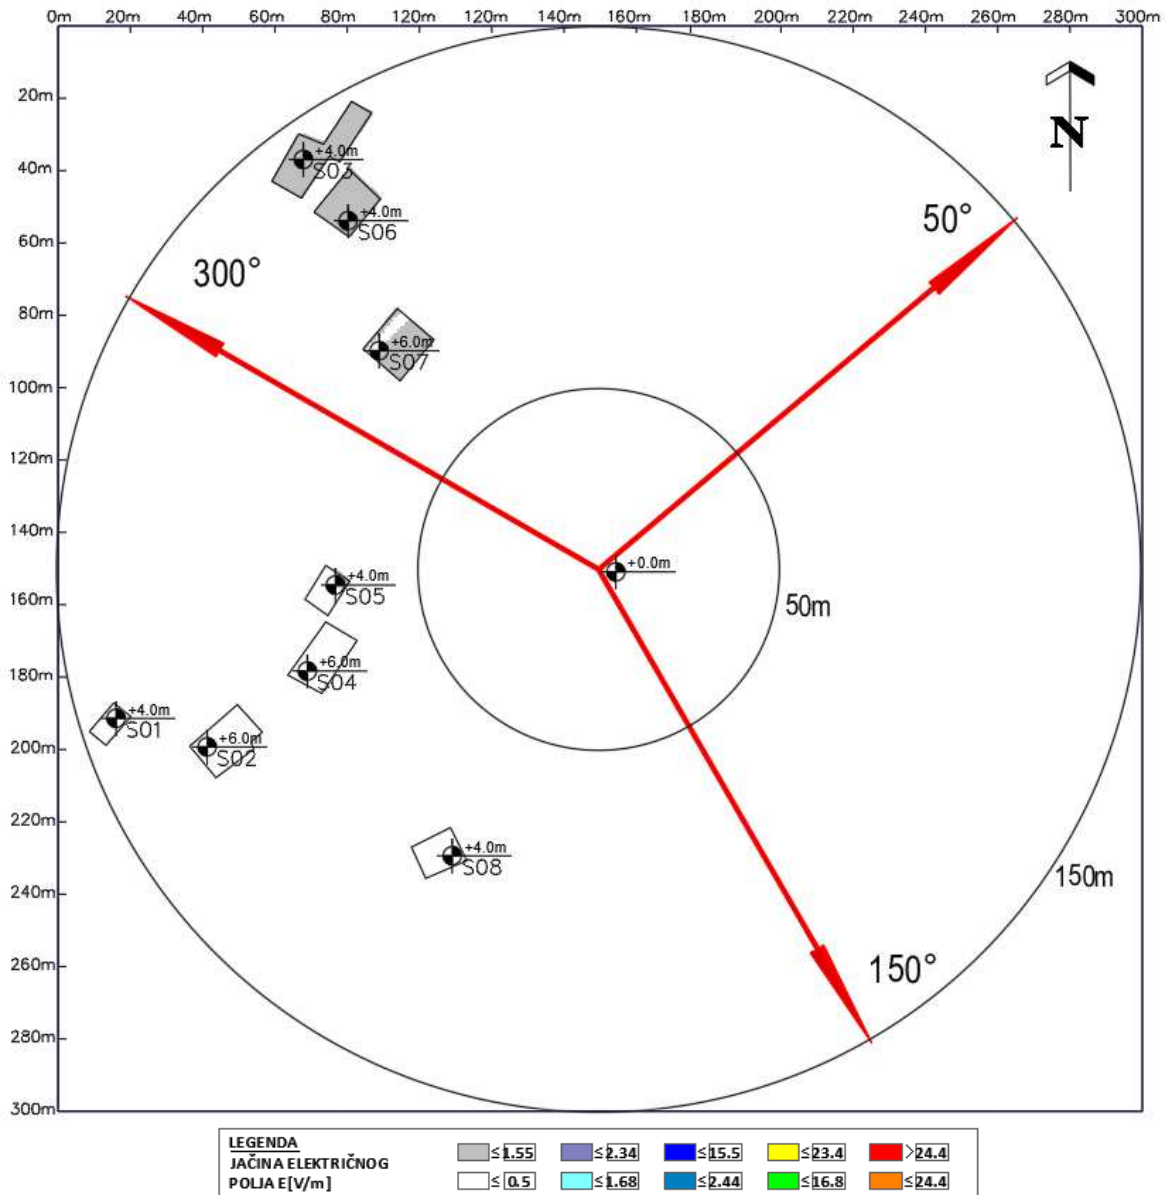 0m 20m 40m 60m 80m 100m 120m 120m 140m 160m 180m 200m 220m 240m 260m 280m 300m
20m
+4.0m
S03
N
40m
+4.0m
S06
50°
60m
300°
80m
+6.0m
S07
100m
120m
140m
+0.0m
+4.0m
S05
160m
50m
+6.0m
S04
180m
+4.0m
S01
+6.0m
S02
200m
220m
+4.0m
S08
150m
240m
260m
150°
280m
300m
LEGENDA
JAČINA ELEKTRIČNOG
POLJA E[V/m]
≤1.55 ≤2.34 ≤15.5 ≤23.4 >24.4
≤ 0.5 ≤1.68 ≤2.44 ≤16.8 ≤24.4